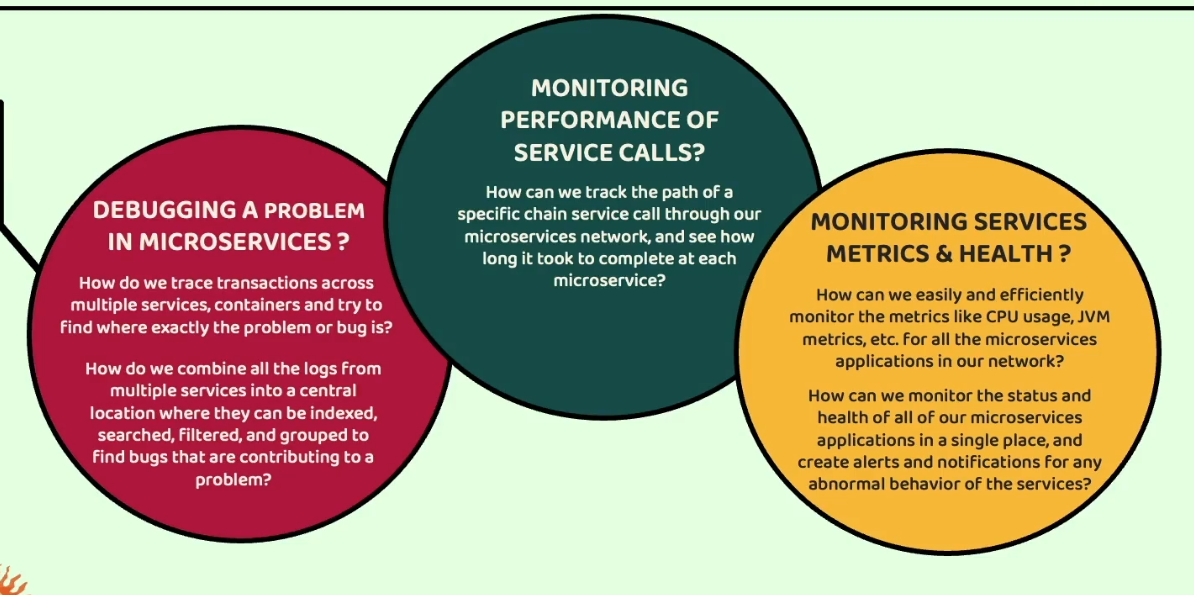 DEBUGGING A PROBLEM
IN MICROSERVICES ?
How do we trace transactions across
multiple services, containers and try to
find where exactly the problem or bug is?
How do we combine all the logs from
multiple services into a central
location where they can be indexed,
searched, filtered, and grouped to
find bugs that are contributing to a
problem?
MONITORING
PERFORMANCE OF
SERVICE CALLS?
How can we track the path of a
specific chain service call through our
microservices network, and see how
long it took to complete at each
microservice?
MONITORING SERVICES
METRICS & HEALTH ?
How can we easily and efficiently
monitor the metrics like CPU usage, JVM
metrics, etc. for all the microservices
applications in our network?
How can we monitor the status and
health of all of our microservices
applications in a single place, and
create alerts and notifications for any
abnormal behavior of the services?